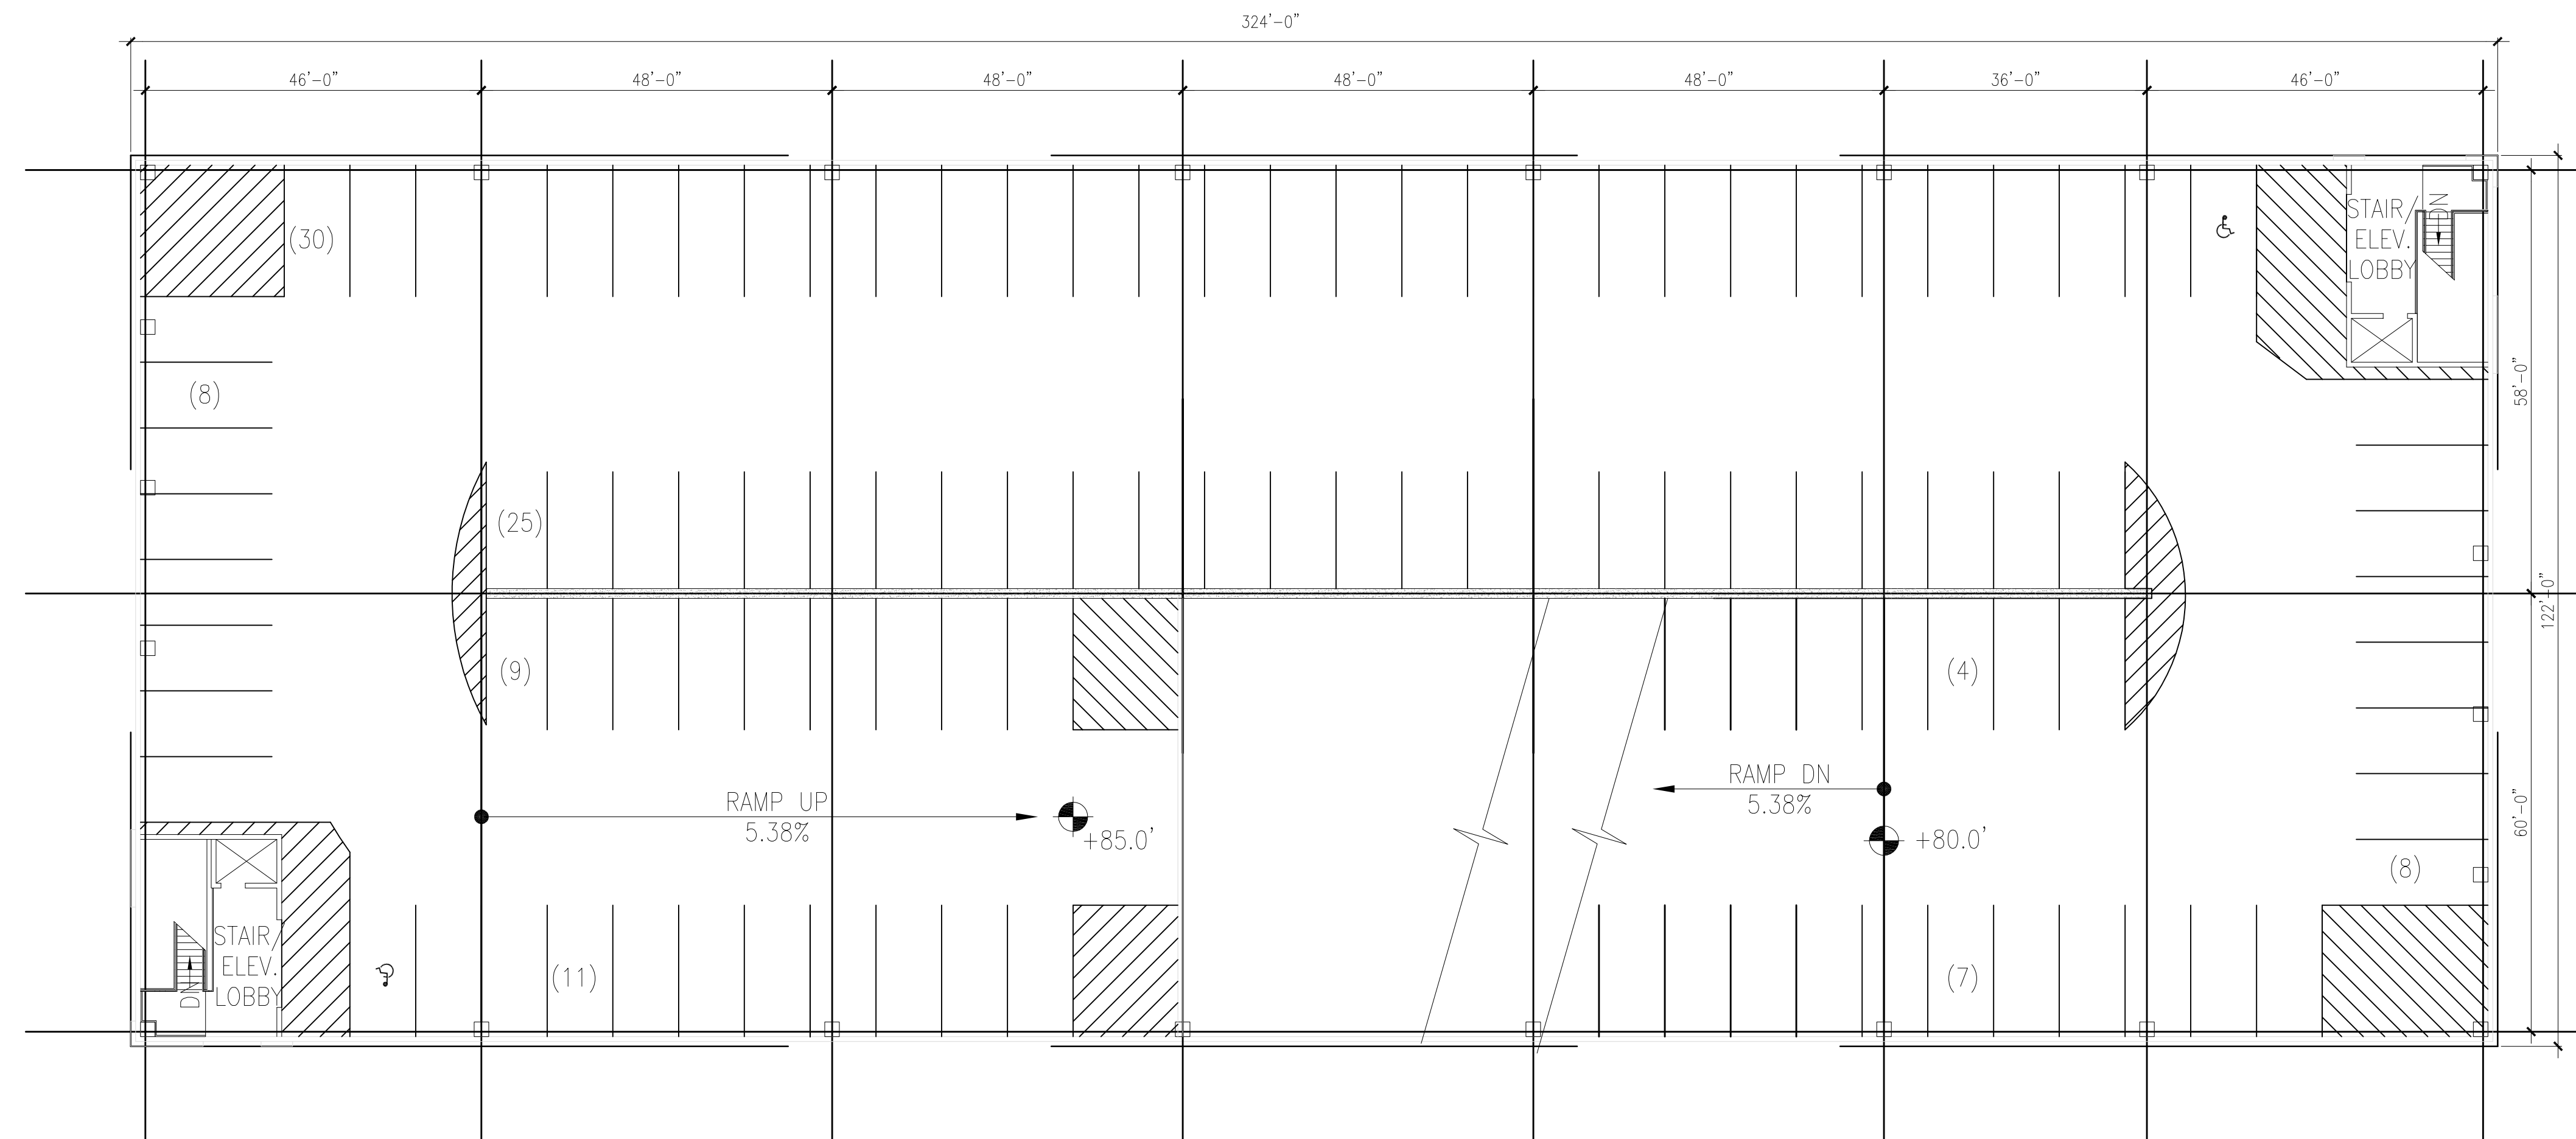 324'-0"
46'-0"
48'-0"
48'-0"
48'-0"
48'-0"
36'-0"
46'-0"
(30)
STAIR/
ELEV.
LOBBY
DN
(8)
58'-0"
(25)
122'-0"
(9)
(4)
RAMP UP
5.38%
+85.0'
RAMP DN
5.38%
+80.0'
60'-0"
(8)
STAIR/
ELEV.
LOBBY
DN
(11)
(7)